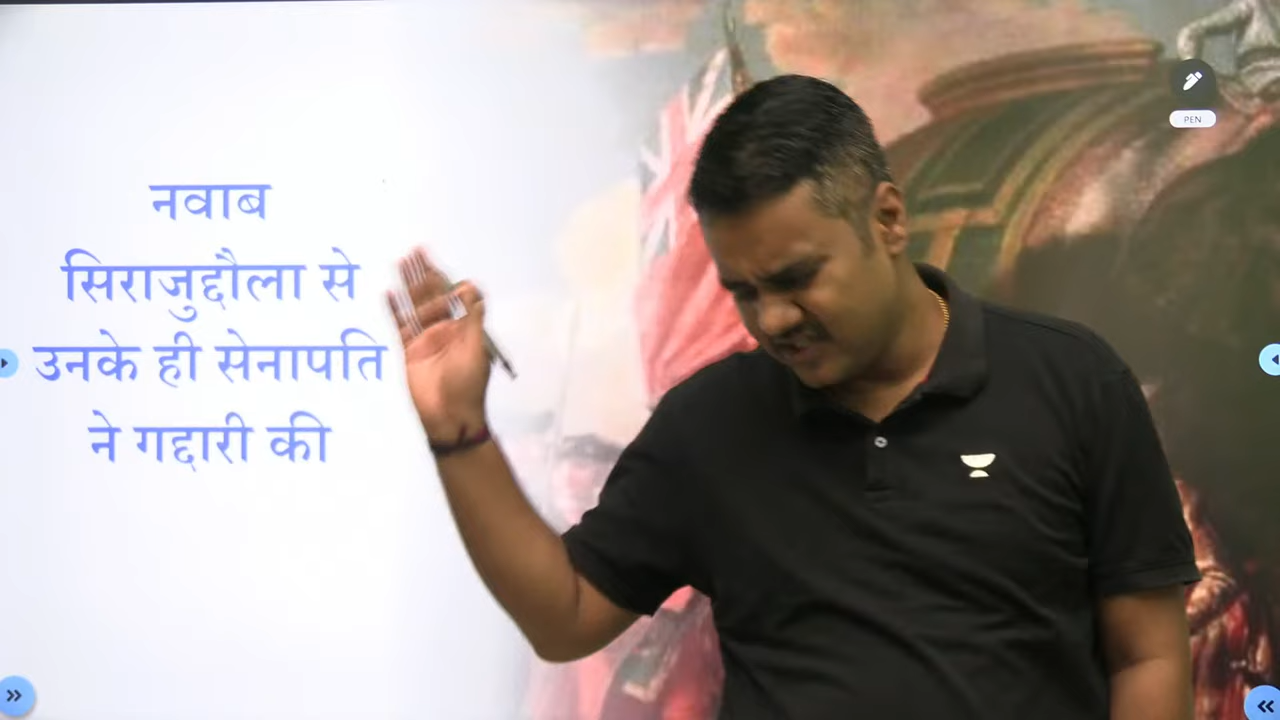 नवाब
सिराजुद्दौला से
उनके ही सेनापति
ने गद्दारी की
PEN